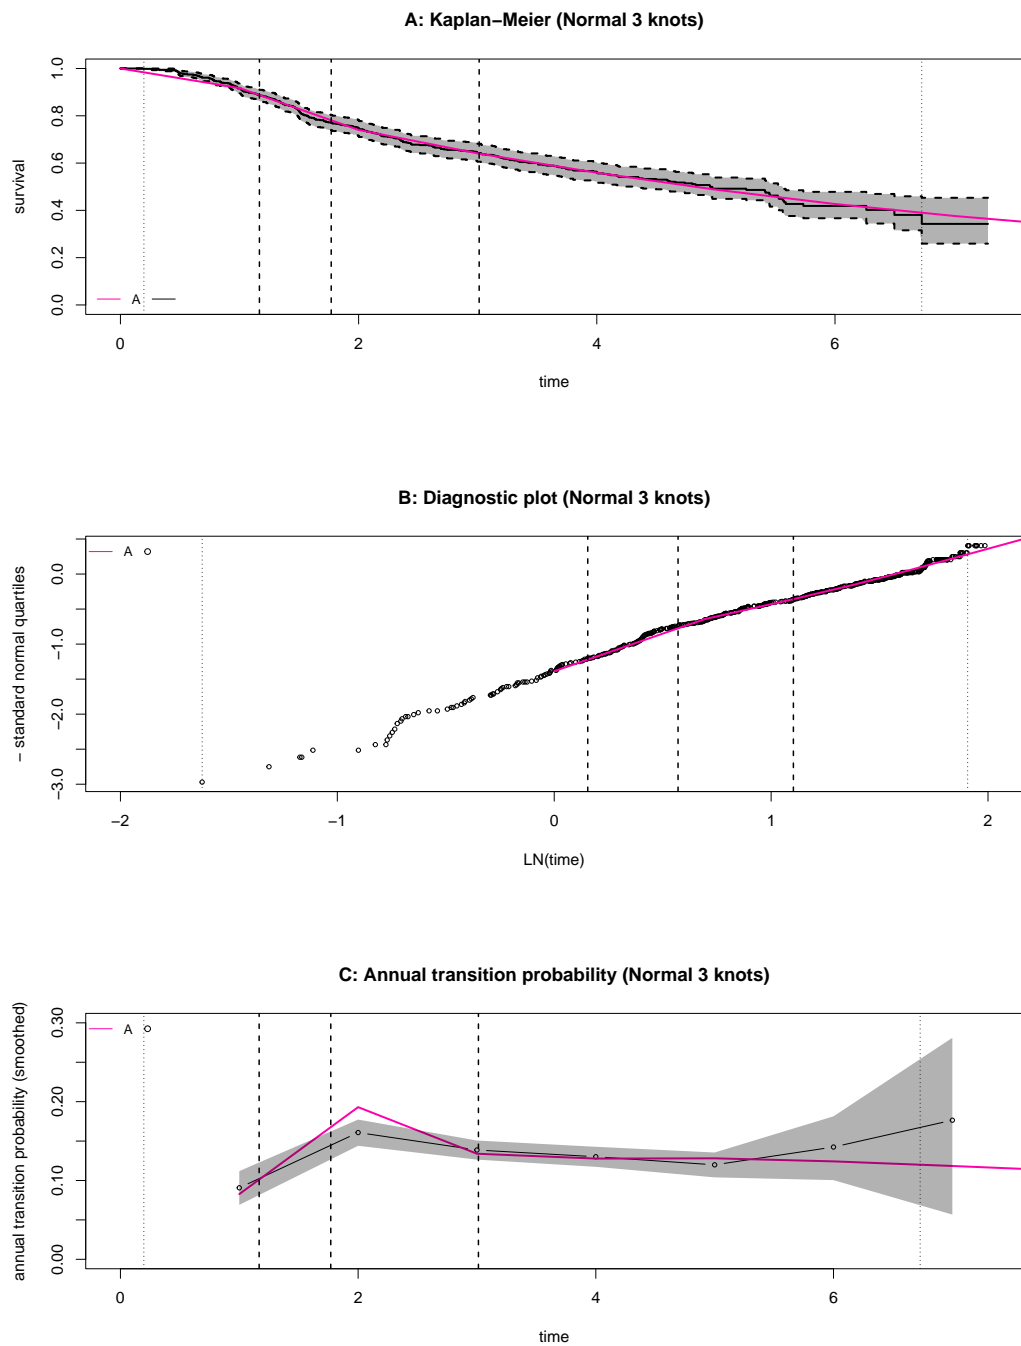 A: Kaplan−Meier (Normal 3 knots)
survival
1.0
0.8
0.6
0.4
0.2
0.0
A
0 2 4 6
time
B: Diagnostic plot (Normal 3 knots)
− standard normal quartiles
A
0.0
−1.0
−2.0
−3.0
−2 −1 0 1 2
LN(time)
C: Annual transition probability (Normal 3 knots)
annual transition probability (smoothed)
A
0.30
0.20
0.10
0.00
0 2 4 6
time